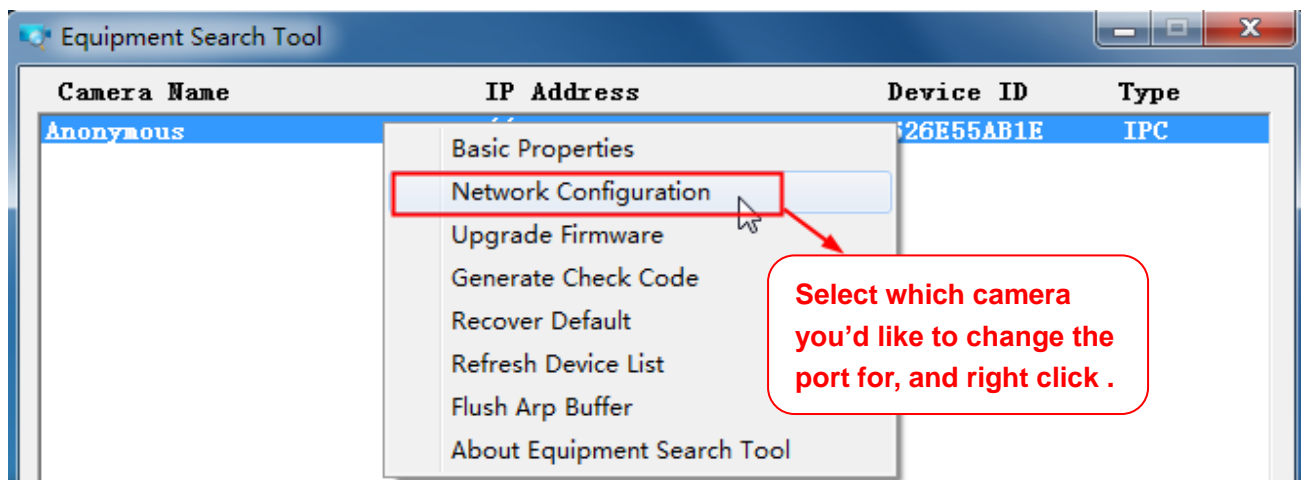 Equipment Search Tool
Camera Name IP Address Device ID Type
Anonymous 526E55AB1E IPC
Basic Properties
Network Configuration
Upgrade Firmware
Generate Check Code
Recover Default
Refresh Device List
Flush Arp Buffer
About Equipment Search Tool
Select which camera
you’d like to change the
port for, and right click .